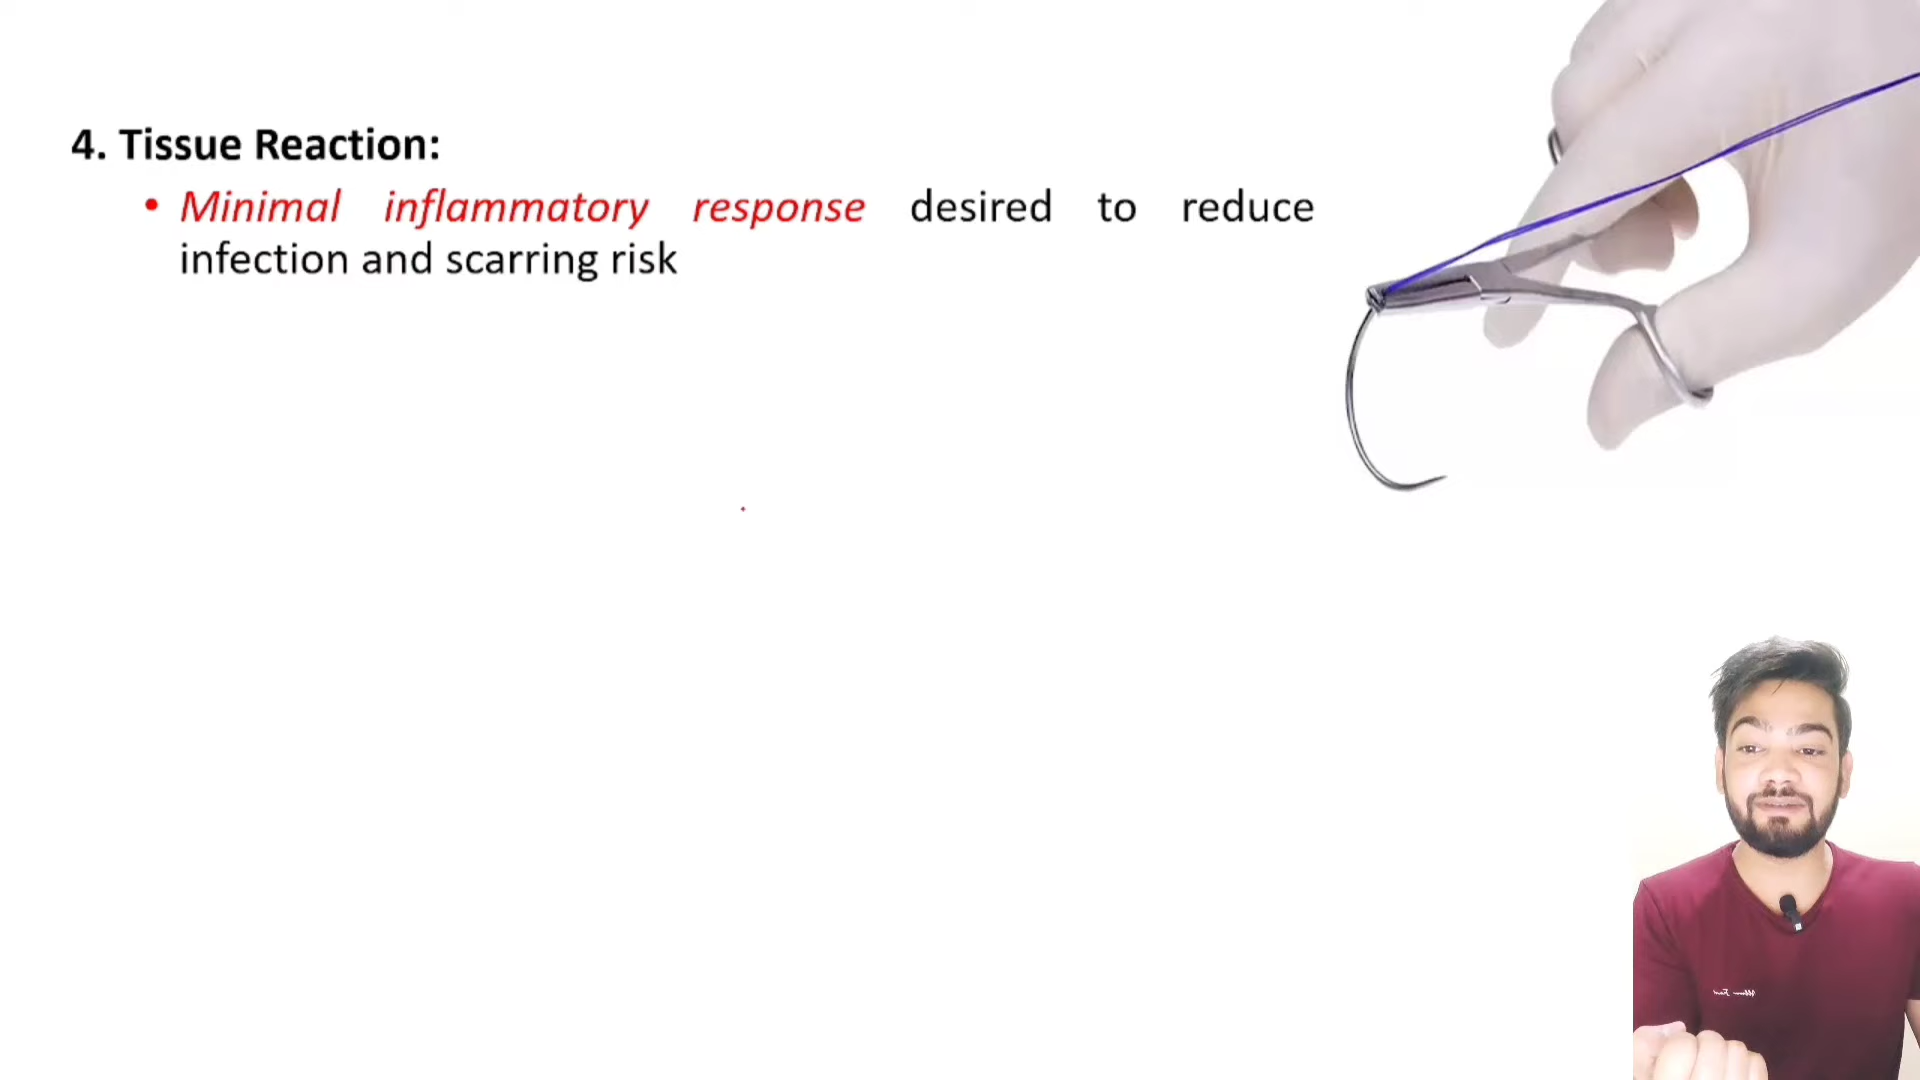 4. Tissue Reaction:
• Minimal inflammatory response desired to reduce
infection and scarring risk